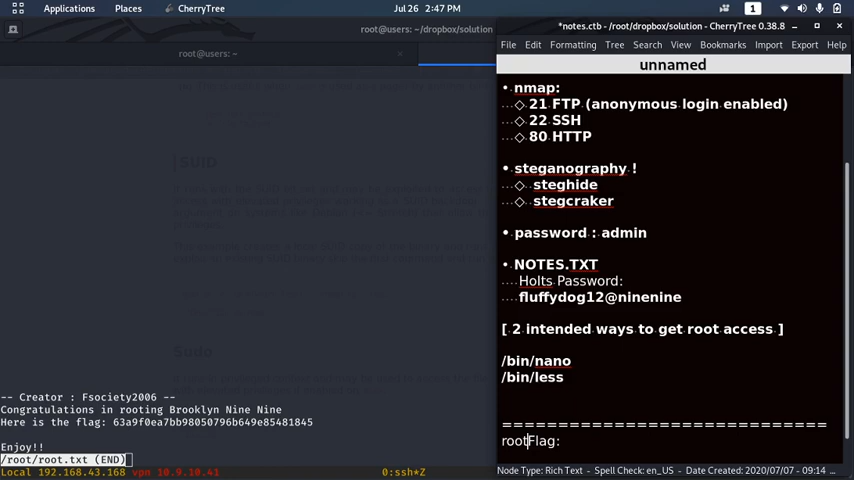 Applications Places CherryTree Jul 26 2:47 PM 1
root@users: ~/dropbox/solution
root@users: ~
SUID
Sudo
-- Creator : Fsociety2006 --
Congratulations in rooting Brooklyn Nine Nine
Here is the flag: 63a9f0ea7bb98050796b649e85481845
Enjoy!!
/root/root.txt (END)
Local 192.168.43.168 vpn 10.9.10.41 0:ssh*Z
*notes.ctb - /root/dropbox/solution - CherryTree 0.38.8
File Edit Formatting Tree Search View Bookmarks Import Export Help
unnamed
• nmap:
◇ 21 FTP (anonymous login enabled)
◇ 22 SSH
◇ 80 HTTP
• steganography !
◇ steghide
◇ stegcraker
• password : admin
• NOTES.TXT
Holts Password:
fluffydog12@ninenine
[ 2 intended ways to get root access ]
/bin/nano
/bin/less
============================
rootFlag:
Node Type: Rich Text - Spell Check: en_US - Date Created: 2020/07/07 - 09:14